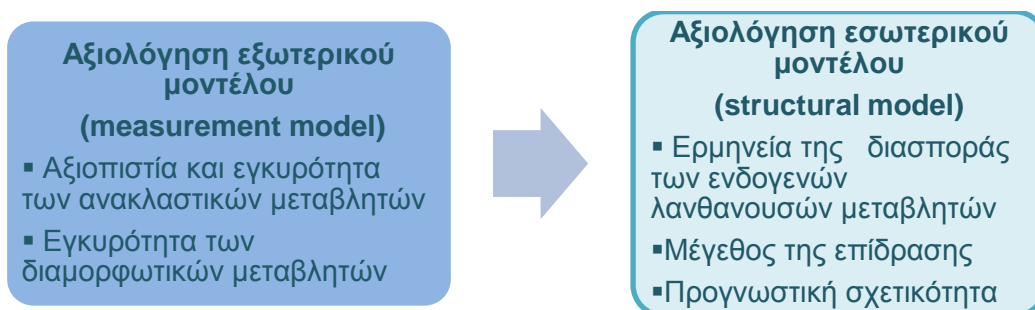 Αξιολόγηση εξωτερικού
μοντέλου
(measurement model)
▪ Αξιοπιστία και εγκυρότητα
των ανακλαστικών μεταβλητών
▪ Εγκυρότητα των
διαμορφωτικών μεταβλητών
Αξιολόγηση εσωτερικού
μοντέλου
(structural model)
▪ Ερμηνεία της διασποράς
των ενδογενών
λανθανουσών μεταβλητών
▪Μέγεθος της επίδρασης
▪Προγνωστική σχετικότητα